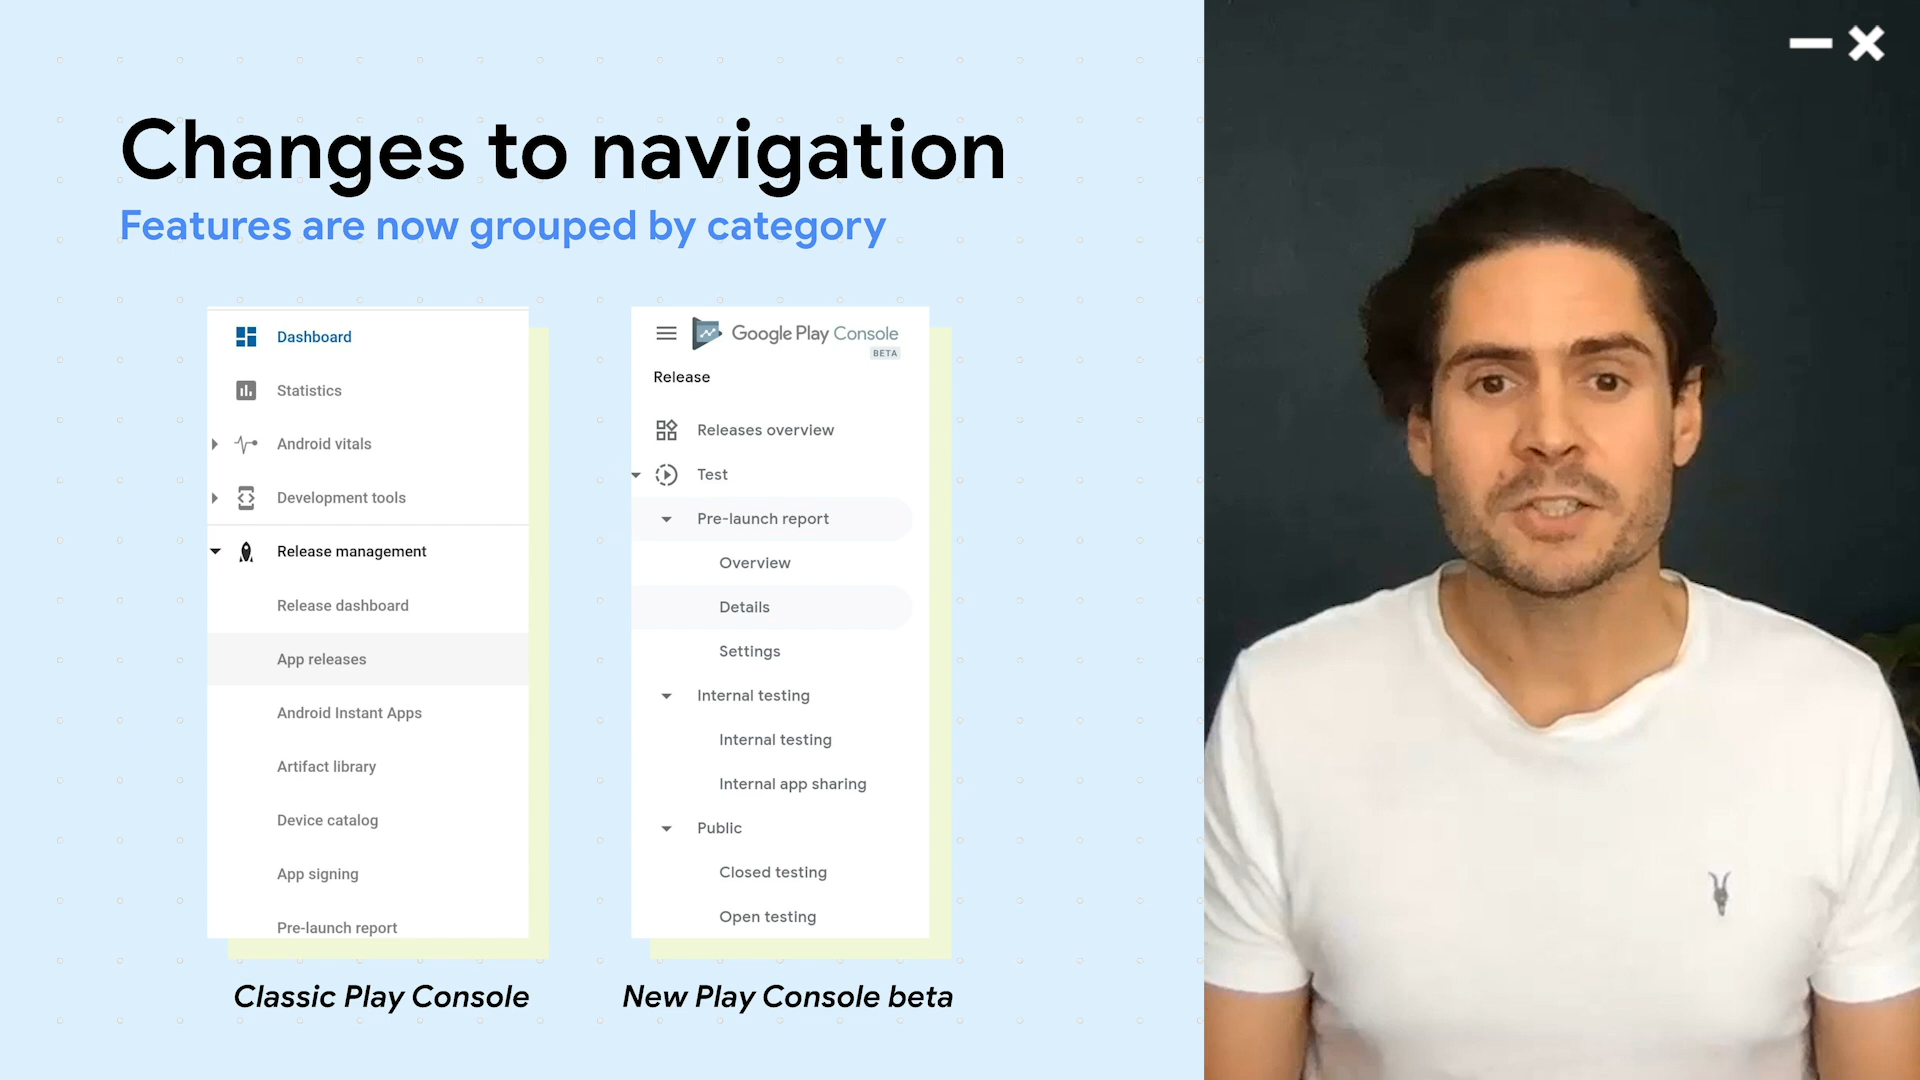 Changes to navigation
Features are now grouped by category
Dashboard
Statistics
Android vitals
Development tools
Release management
Release dashboard
App releases
Android Instant Apps
Artifact library
Device catalog
App signing
Pre-launch report
Classic Play Console
Google Play Console
BETA
Release
Releases overview
Test
Pre-launch report
Overview
Details
Settings
Internal testing
Internal testing
Internal app sharing
Public
Closed testing
Open testing
New Play Console beta